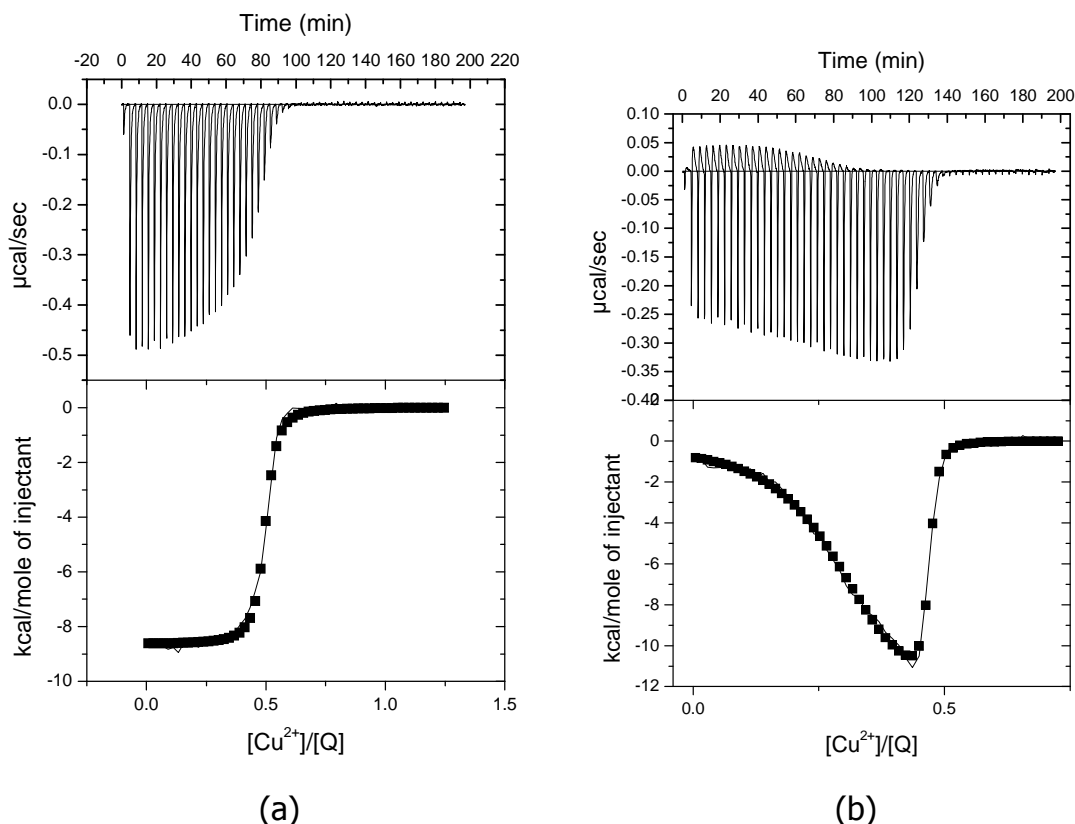 Time (min)
-20 0 20 40 60 80 100 120 140 160 180 200 220
0.0
-0.1
-0.2
-0.3
-0.4
-0.5
µcal/sec
0
-2
-4
-6
-8
-10
kcal/mole of injectant
0.0 0.5 1.0 1.5
[Cu²⁺]/[Q]
(a)
Time (min)
0 20 40 60 80 100 120 140 160 180 200
0.10
0.05
0.00
-0.05
-0.10
-0.15
-0.20
-0.25
-0.30
-0.35
-0.40
µcal/sec
2
0
-2
-4
-6
-8
-10
-12
kcal/mole of injectant
0.0 0.5
[Cu²⁺]/[Q]
(b)